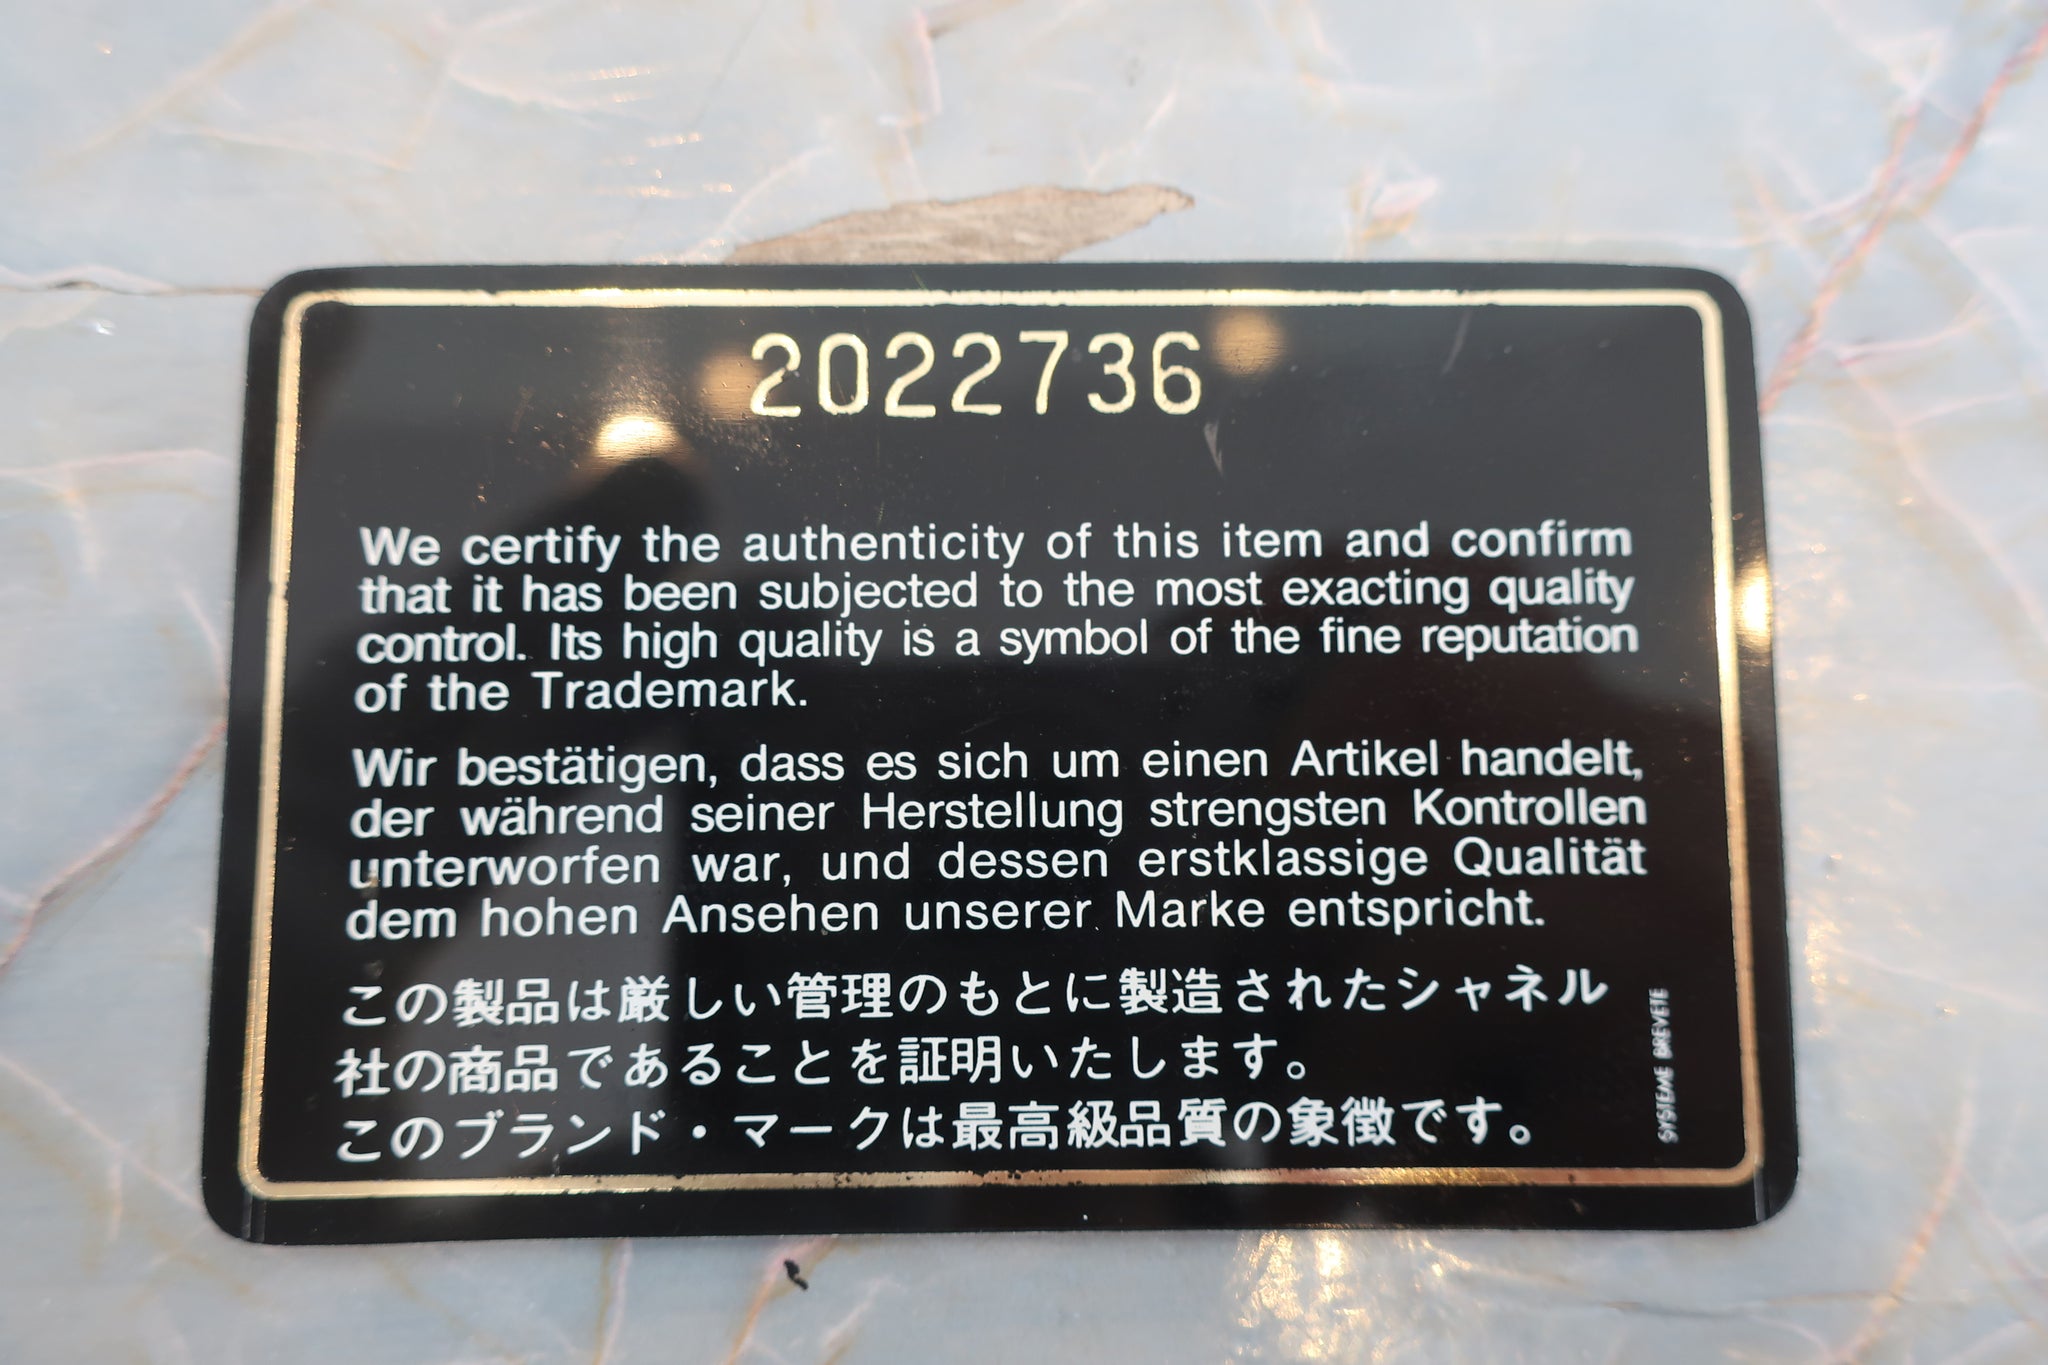 2022736
We certify the authenticity of this item and confirm
that it has been subjected to the most exacting quality
control. Its high quality is a symbol of the fine reputation
of the Trademark.
Wir bestätigen, dass es sich um einen Artikel handelt,
der während seiner Herstellung strengsten Kontrollen
unterworfen war, und dessen erstklassige Qualität
dem hohen Ansehen unserer Marke entspricht.
この製品は厳しい管理のもとに製造されたシャネル
社の商品であることを証明いたします。
このブランド・マークは最高級品質の象徴です。
SYSTEME BREVETE